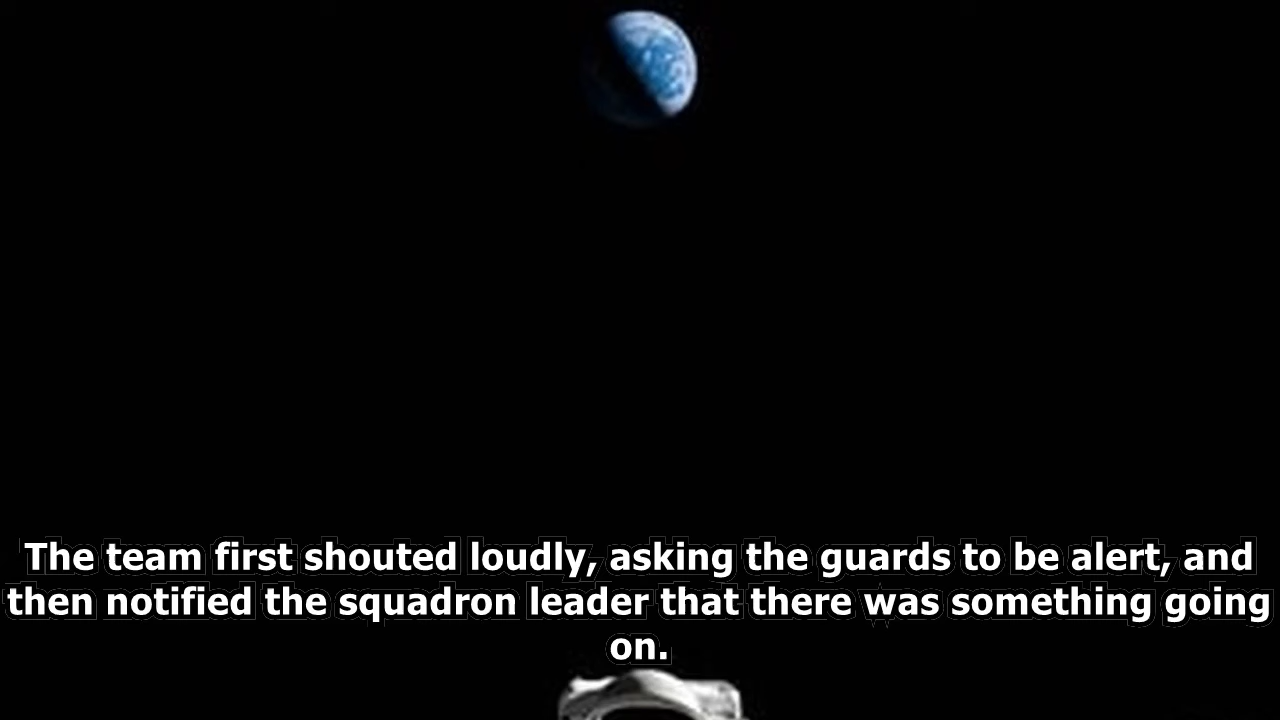 The team first shouted loudly, asking the guards to be alert, and
then notified the squadron leader that there was something going
on.